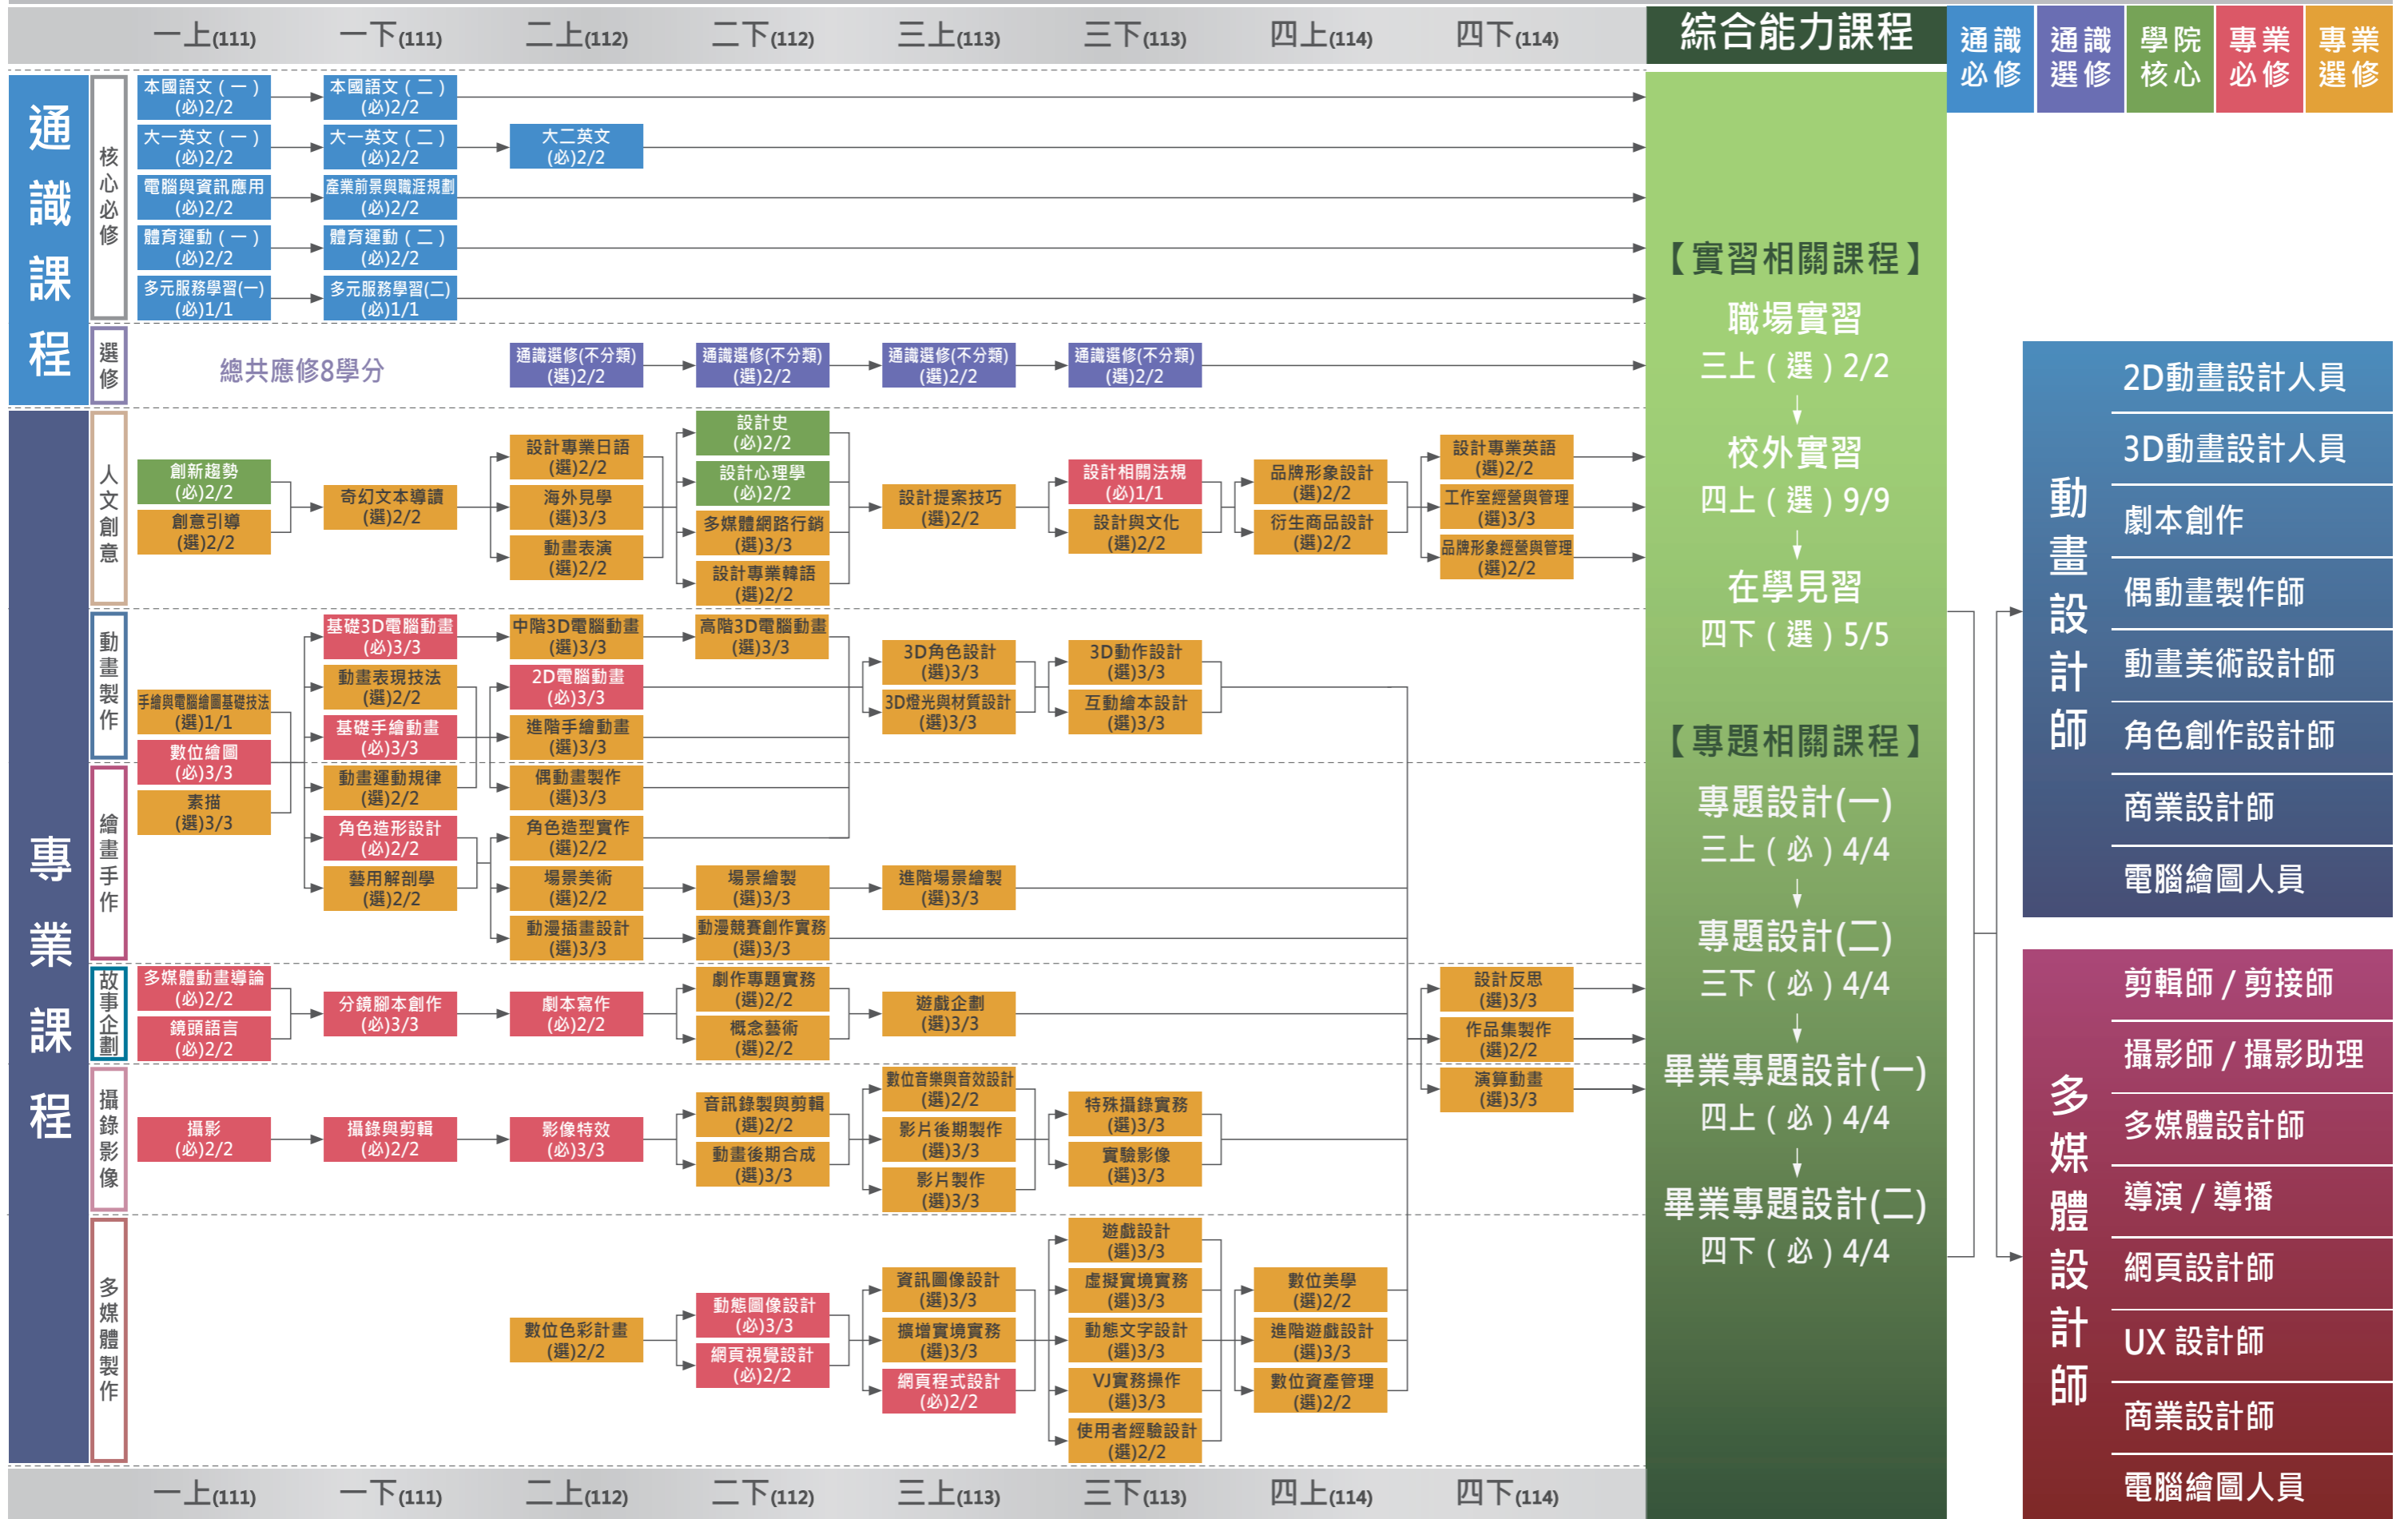 一上(111)
一下(111)
二上(112)
二下(112)
三上(113)
三下(113)
四上(114)
四下(114)
綜合能力課程
通識
必修
通識
選修
學院
核心
專業
必修
專業
選修
通識課程
核心必修
本國語文 ( 一 )
(必)2/2
本國語文 ( 二 )
(必)2/2
大一英文 ( 一 )
(必)2/2
大一英文 ( 二 )
(必)2/2
大二英文
(必)2/2
電腦與資訊應用
(必)2/2
產業前景與職涯規劃
(必)2/2
體育運動 ( 一 )
(必)2/2
體育運動 ( 二 )
(必)2/2
多元服務學習(一)
(必)1/1
多元服務學習(二)
(必)1/1
選修
總共應修8學分
通識選修(不分類)
(選)2/2
通識選修(不分類)
(選)2/2
通識選修(不分類)
(選)2/2
通識選修(不分類)
(選)2/2
專業課程
人文創意
創新趨勢
(必)2/2
創意引導
(選)2/2
奇幻文本導讀
(選)2/2
設計專業日語
(選)2/2
海外見學
(選)3/3
動畫表演
(選)2/2
設計史
(必)2/2
設計心理學
(必)2/2
多媒體網路行銷
(選)3/3
設計專業韓語
(選)2/2
設計提案技巧
(選)2/2
設計相關法規
(必)1/1
設計與文化
(選)2/2
品牌形象設計
(選)2/2
衍生商品設計
(選)2/2
設計專業英語
(選)2/2
工作室經營與管理
(選)3/3
品牌形象經營與管理
(選)2/2
動畫製作
手繪與電腦繪圖基礎技法
(選)1/1
數位繪圖
(必)3/3
素描
(選)3/3
基礎3D電腦動畫
(必)3/3
動畫表現技法
(選)2/2
基礎手繪動畫
(必)3/3
動畫運動規律
(選)2/2
角色造形設計
(必)2/2
藝用解剖學
(選)2/2
中階3D電腦動畫
(選)3/3
2D電腦動畫
(必)3/3
進階手繪動畫
(選)3/3
偶動畫製作
(選)3/3
角色造型實作
(選)2/2
場景美術
(選)2/2
動漫插畫設計
(選)3/3
高階3D電腦動畫
(選)3/3
場景繪製
(選)3/3
動漫競賽創作實務
(選)3/3
3D角色設計
(選)3/3
3D燈光與材質設計
(選)3/3
進階場景繪製
(選)3/3
3D動作設計
(選)3/3
互動繪本設計
(選)3/3
繪畫手作
故事企劃
多媒體動畫導論
(必)2/2
鏡頭語言
(必)2/2
分鏡腳本創作
(必)3/3
劇本寫作
(必)2/2
劇作專題實務
(選)2/2
概念藝術
(選)2/2
遊戲企劃
(選)3/3
設計反思
(選)3/3
作品集製作
(選)2/2
演算動畫
(選)3/3
攝錄影像
攝影
(必)2/2
攝錄與剪輯
(必)2/2
影像特效
(必)3/3
音訊錄製與剪輯
(選)2/2
動畫後期合成
(選)3/3
數位音樂與音效設計
(選)2/2
影片後期製作
(選)3/3
影片製作
(選)3/3
特殊攝錄實務
(選)3/3
實驗影像
(選)3/3
多媒體製作
數位色彩計畫
(選)2/2
動態圖像設計
(必)3/3
網頁視覺設計
(必)2/2
資訊圖像設計
(選)3/3
擴增實境實務
(選)3/3
網頁程式設計
(必)2/2
遊戲設計
(選)3/3
虛擬實境實務
(選)3/3
動態文字設計
(選)3/3
VJ實務操作
(選)3/3
使用者經驗設計
(選)2/2
數位美學
(選)2/2
進階遊戲設計
(選)3/3
數位資產管理
(選)2/2
【實習相關課程】
職場實習
三上 ( 選 ) 2/2
校外實習
四上 ( 選 ) 9/9
在學見習
四下 ( 選 ) 5/5
【專題相關課程】
專題設計(一)
三上 ( 必 ) 4/4
專題設計(二)
三下 ( 必 ) 4/4
畢業專題設計(一)
四上 ( 必 ) 4/4
畢業專題設計(二)
四下 ( 必 ) 4/4
動畫設計師
2D動畫設計人員
3D動畫設計人員
劇本創作
偶動畫製作師
動畫美術設計師
角色創作設計師
商業設計師
電腦繪圖人員
多媒體設計師
剪輯師 / 剪接師
攝影師 / 攝影助理
多媒體設計師
導演 / 導播
網頁設計師
UX 設計師
商業設計師
電腦繪圖人員
一上(111)
一下(111)
二上(112)
二下(112)
三上(113)
三下(113)
四上(114)
四下(114)